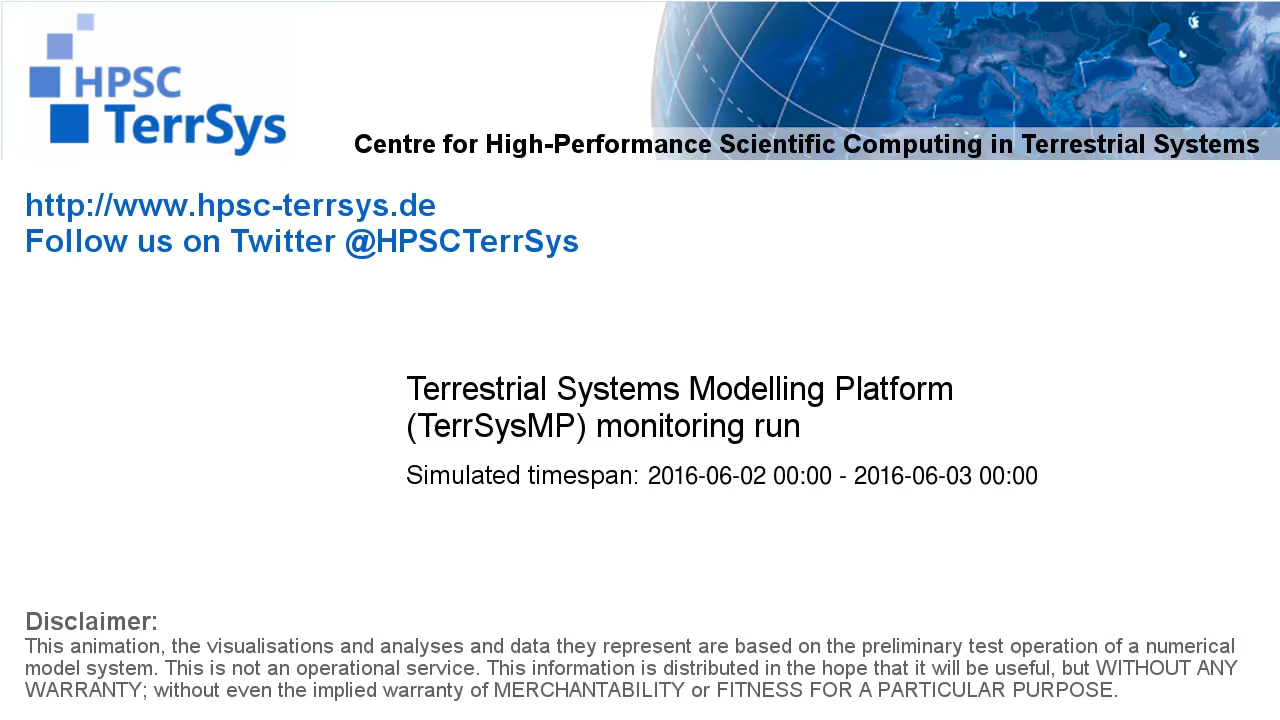 HPSC
TerrSys
Centre for High-Performance Scientific Computing in Terrestrial Systems
http://www.hpsc-terrsys.de
Follow us on Twitter @HPSCTerrSys
Terrestrial Systems Modelling Platform
(TerrSysMP) monitoring run
Simulated timespan: 2016-06-02 00:00 - 2016-06-03 00:00
Disclaimer:
This animation, the visualisations and analyses and data they represent are based on the preliminary test operation of a numerical
model system. This is not an operational service. This information is distributed in the hope that it will be useful, but WITHOUT ANY
WARRANTY; without even the implied warranty of MERCHANTABILITY or FITNESS FOR A PARTICULAR PURPOSE.